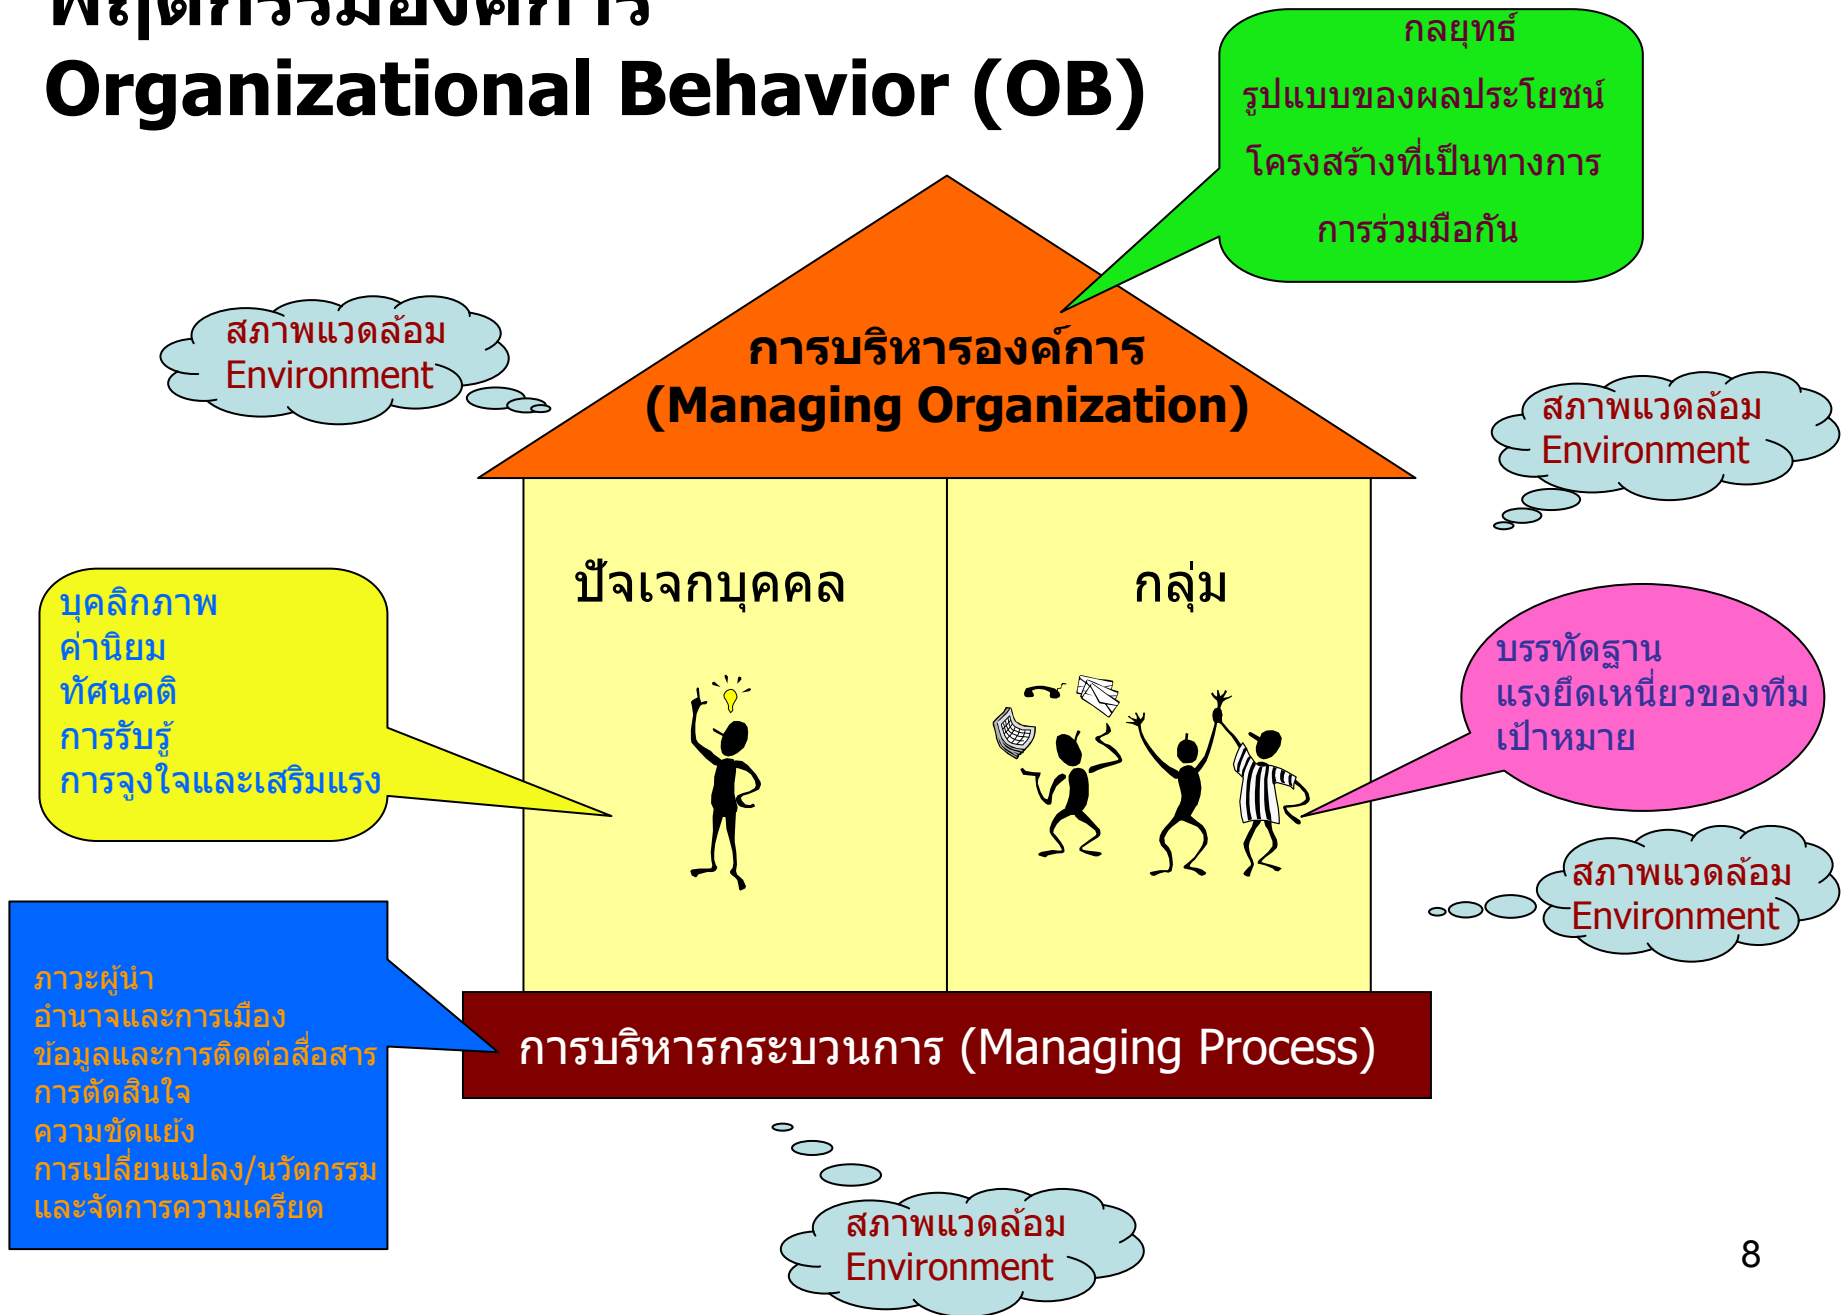 พฤติกรรมองค์การ
Organizational Behavior (OB)
กลยุทธ์
รูปแบบของผลประโยชน์
โครงสร้างที่เป็นทางการ
การร่วมมือกัน
สภาพแวดล้อม
Environment
การบริหารองค์การ
(Managing Organization)
สภาพแวดล้อม
Environment
ปัจเจกบุคคล
กลุ่ม
บุคลิกภาพ
ค่านิยม
ทัศนคติ
การรับรู้
การจูงใจและเสริมแรง
บรรทัดฐาน
แรงยึดเหนี่ยวของทีม
เป้าหมาย
สภาพแวดล้อม
Environment
ภาวะผู้นำ
อำนาจและการเมือง
ข้อมูลและการติดต่อสื่อสาร
การตัดสินใจ
ความขัดแย้ง
การเปลี่ยนแปลง/นวัตกรรม
และจัดการความเครียด
การบริหารกระบวนการ (Managing Process)
สภาพแวดล้อม
Environment
8